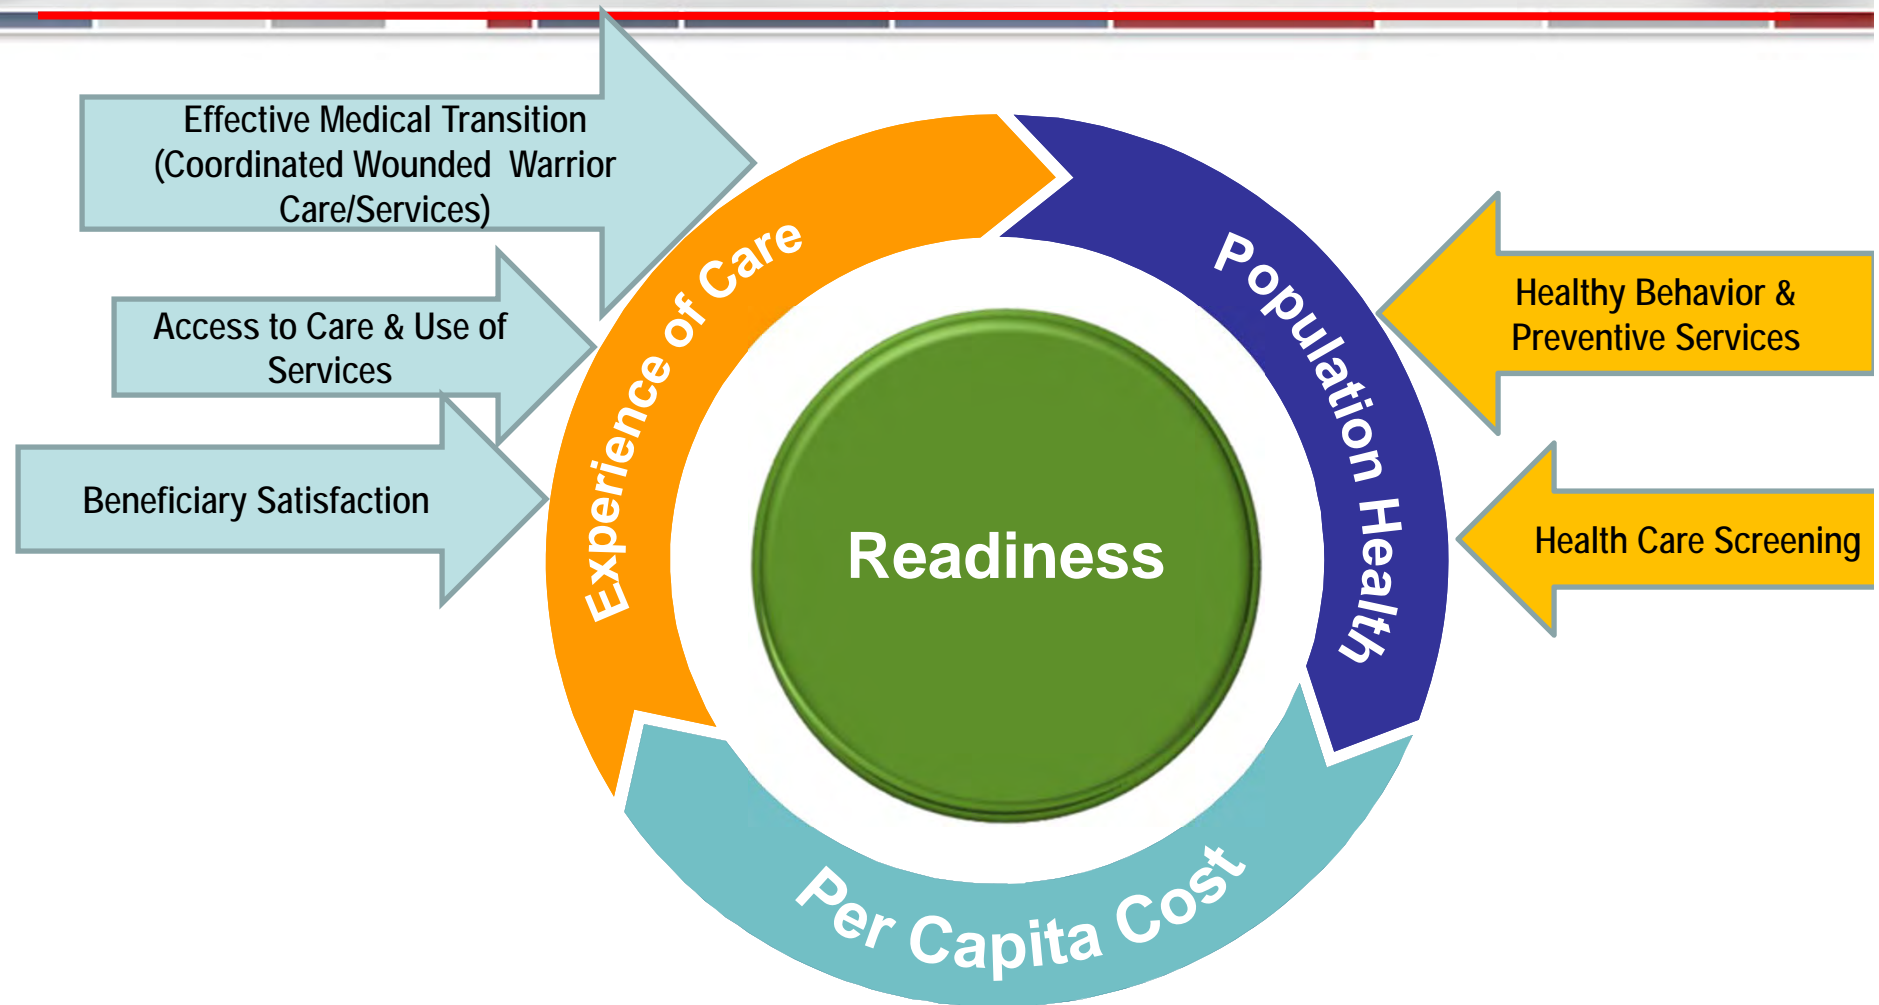 Effective Medical Transition
(Coordinated Wounded  Warrior
Care/Services)
Access to Care & Use of
Services
Beneficiary Satisfaction
Experience of Care
Population Health
Per Capita Cost
Readiness
Healthy Behavior &
Preventive Services
Health Care Screening